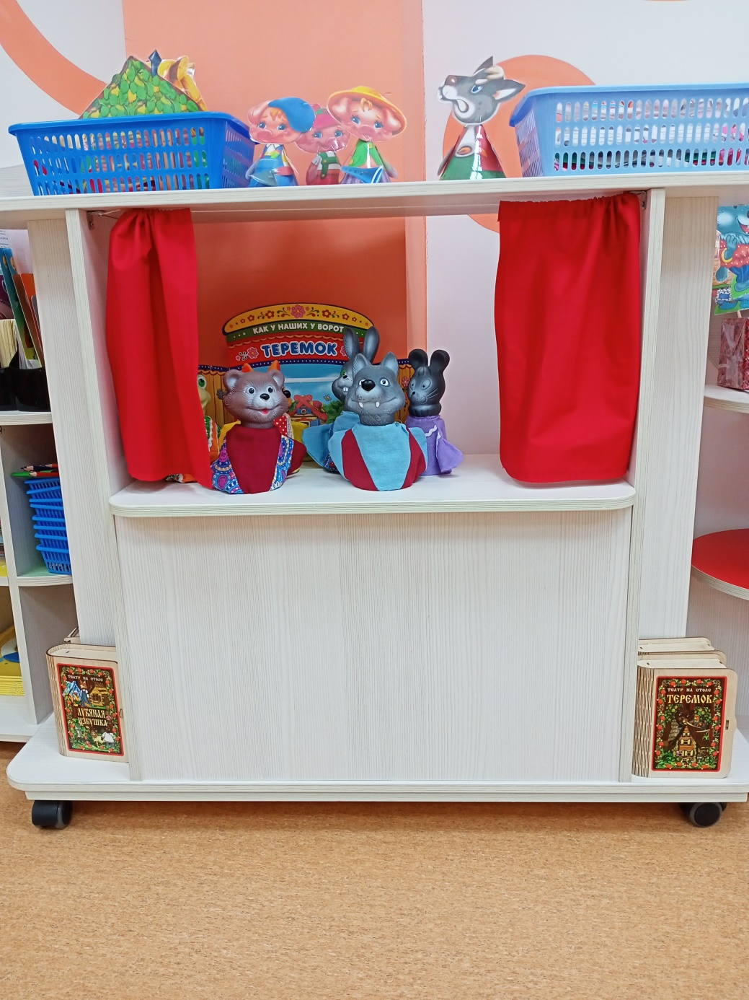 КАК У НАШИХ У ВОРОТ
ТЕРЕМОК
ТЕАТР НА СТОЛЕ
ЛУБЯНАЯ
ИЗБУШКА
ТЕАТР НА СТОЛЕ
ТЕРЕМОК